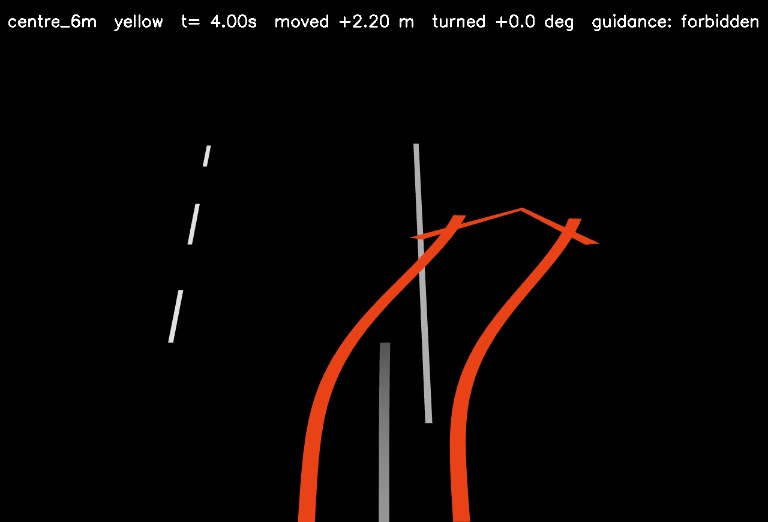 centre_6m yellow t= 4.00s moved +2.20 m turned +0.0 deg guidance: forbidden